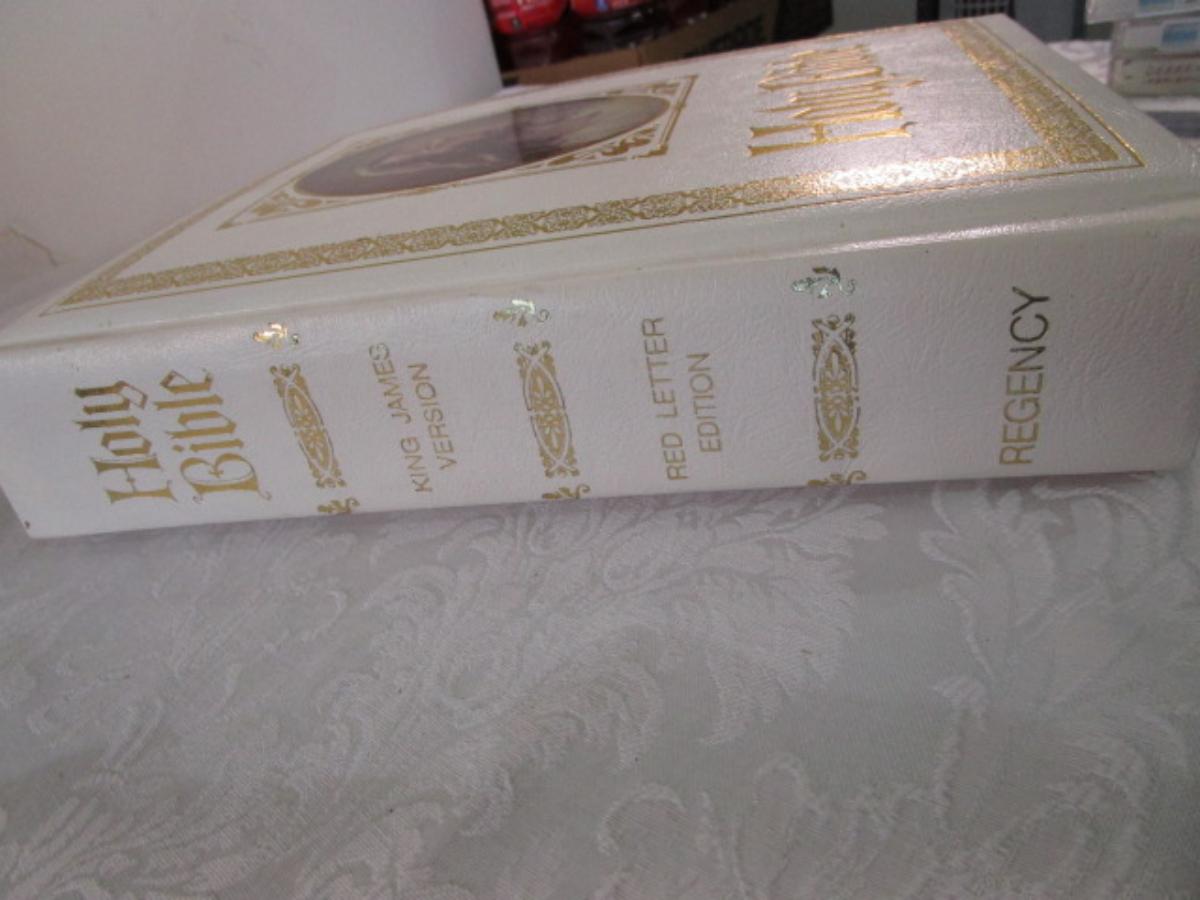 Holy
Bible
KING JAMES
VERSION
RED LETTER
EDITION
REGENCY
Holy Bible